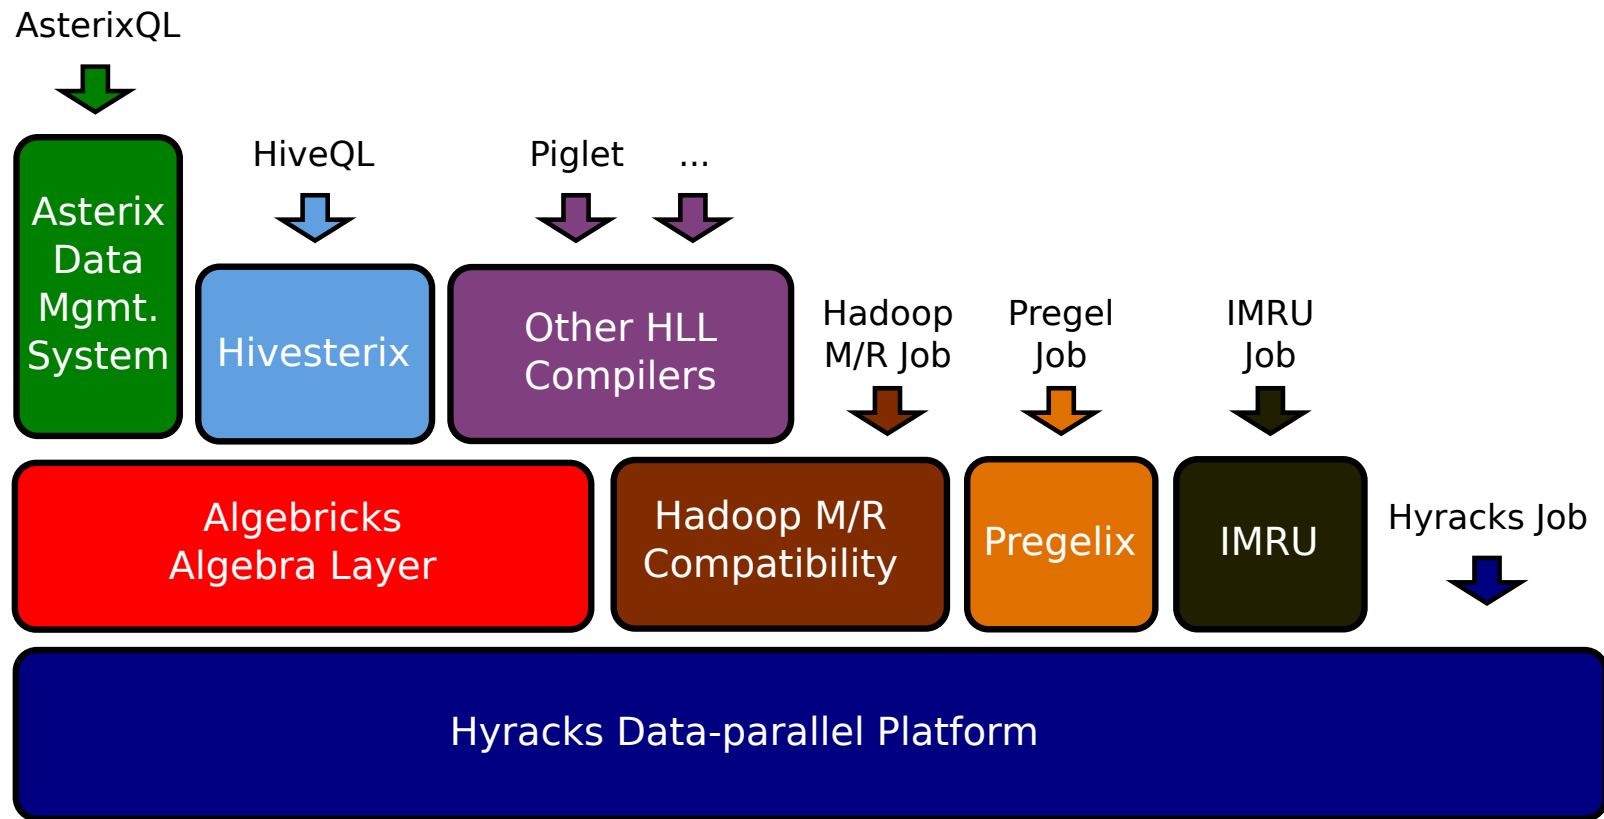 AsterixQL
Asterix
Data
Mgmt.
System
HiveQL
Hivesterix
Piglet ...
Other HLL
Compilers
Hadoop
M/R Job
Pregel
Job
IMRU
Job
Algebricks
Algebra Layer
Hadoop M/R
Compatibility
Pregelix
IMRU
Hyracks Job
Hyracks Data-parallel Platform